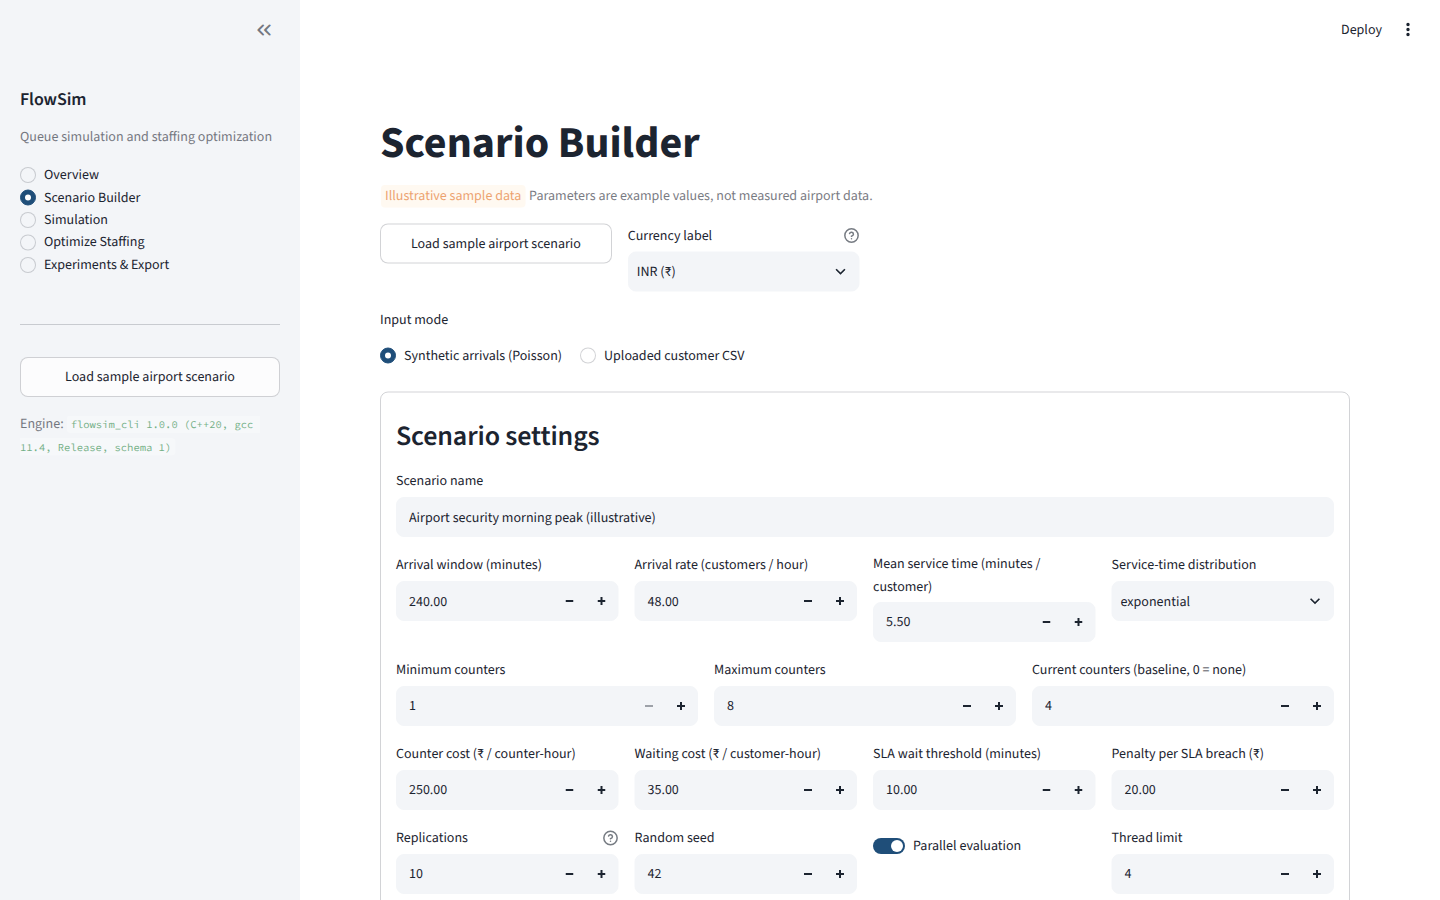 Deploy
FlowSim
Queue simulation and staffing optimization
Overview
Scenario Builder
Simulation
Optimize Staffing
Experiments & Export
Load sample airport scenario
Engine: flowsim_cli 1.0.0 (C++20, gcc
11.4, Release, schema 1)
Scenario Builder
Illustrative sample data Parameters are example values, not measured airport data.
Load sample airport scenario
Currency label
INR (₹)
Input mode
Synthetic arrivals (Poisson) Uploaded customer CSV
Scenario settings
Scenario name
Airport security morning peak (illustrative)
Arrival window (minutes)
240.00
Arrival rate (customers / hour)
48.00
Mean service time (minutes /
customer)
5.50
Service-time distribution
exponential
Minimum counters
1
Maximum counters
8
Current counters (baseline, 0 = none)
4
Counter cost (₹ / counter-hour)
250.00
Waiting cost (₹ / customer-hour)
35.00
SLA wait threshold (minutes)
10.00
Penalty per SLA breach (₹)
20.00
Replications
10
Random seed
42
Parallel evaluation
Thread limit
4